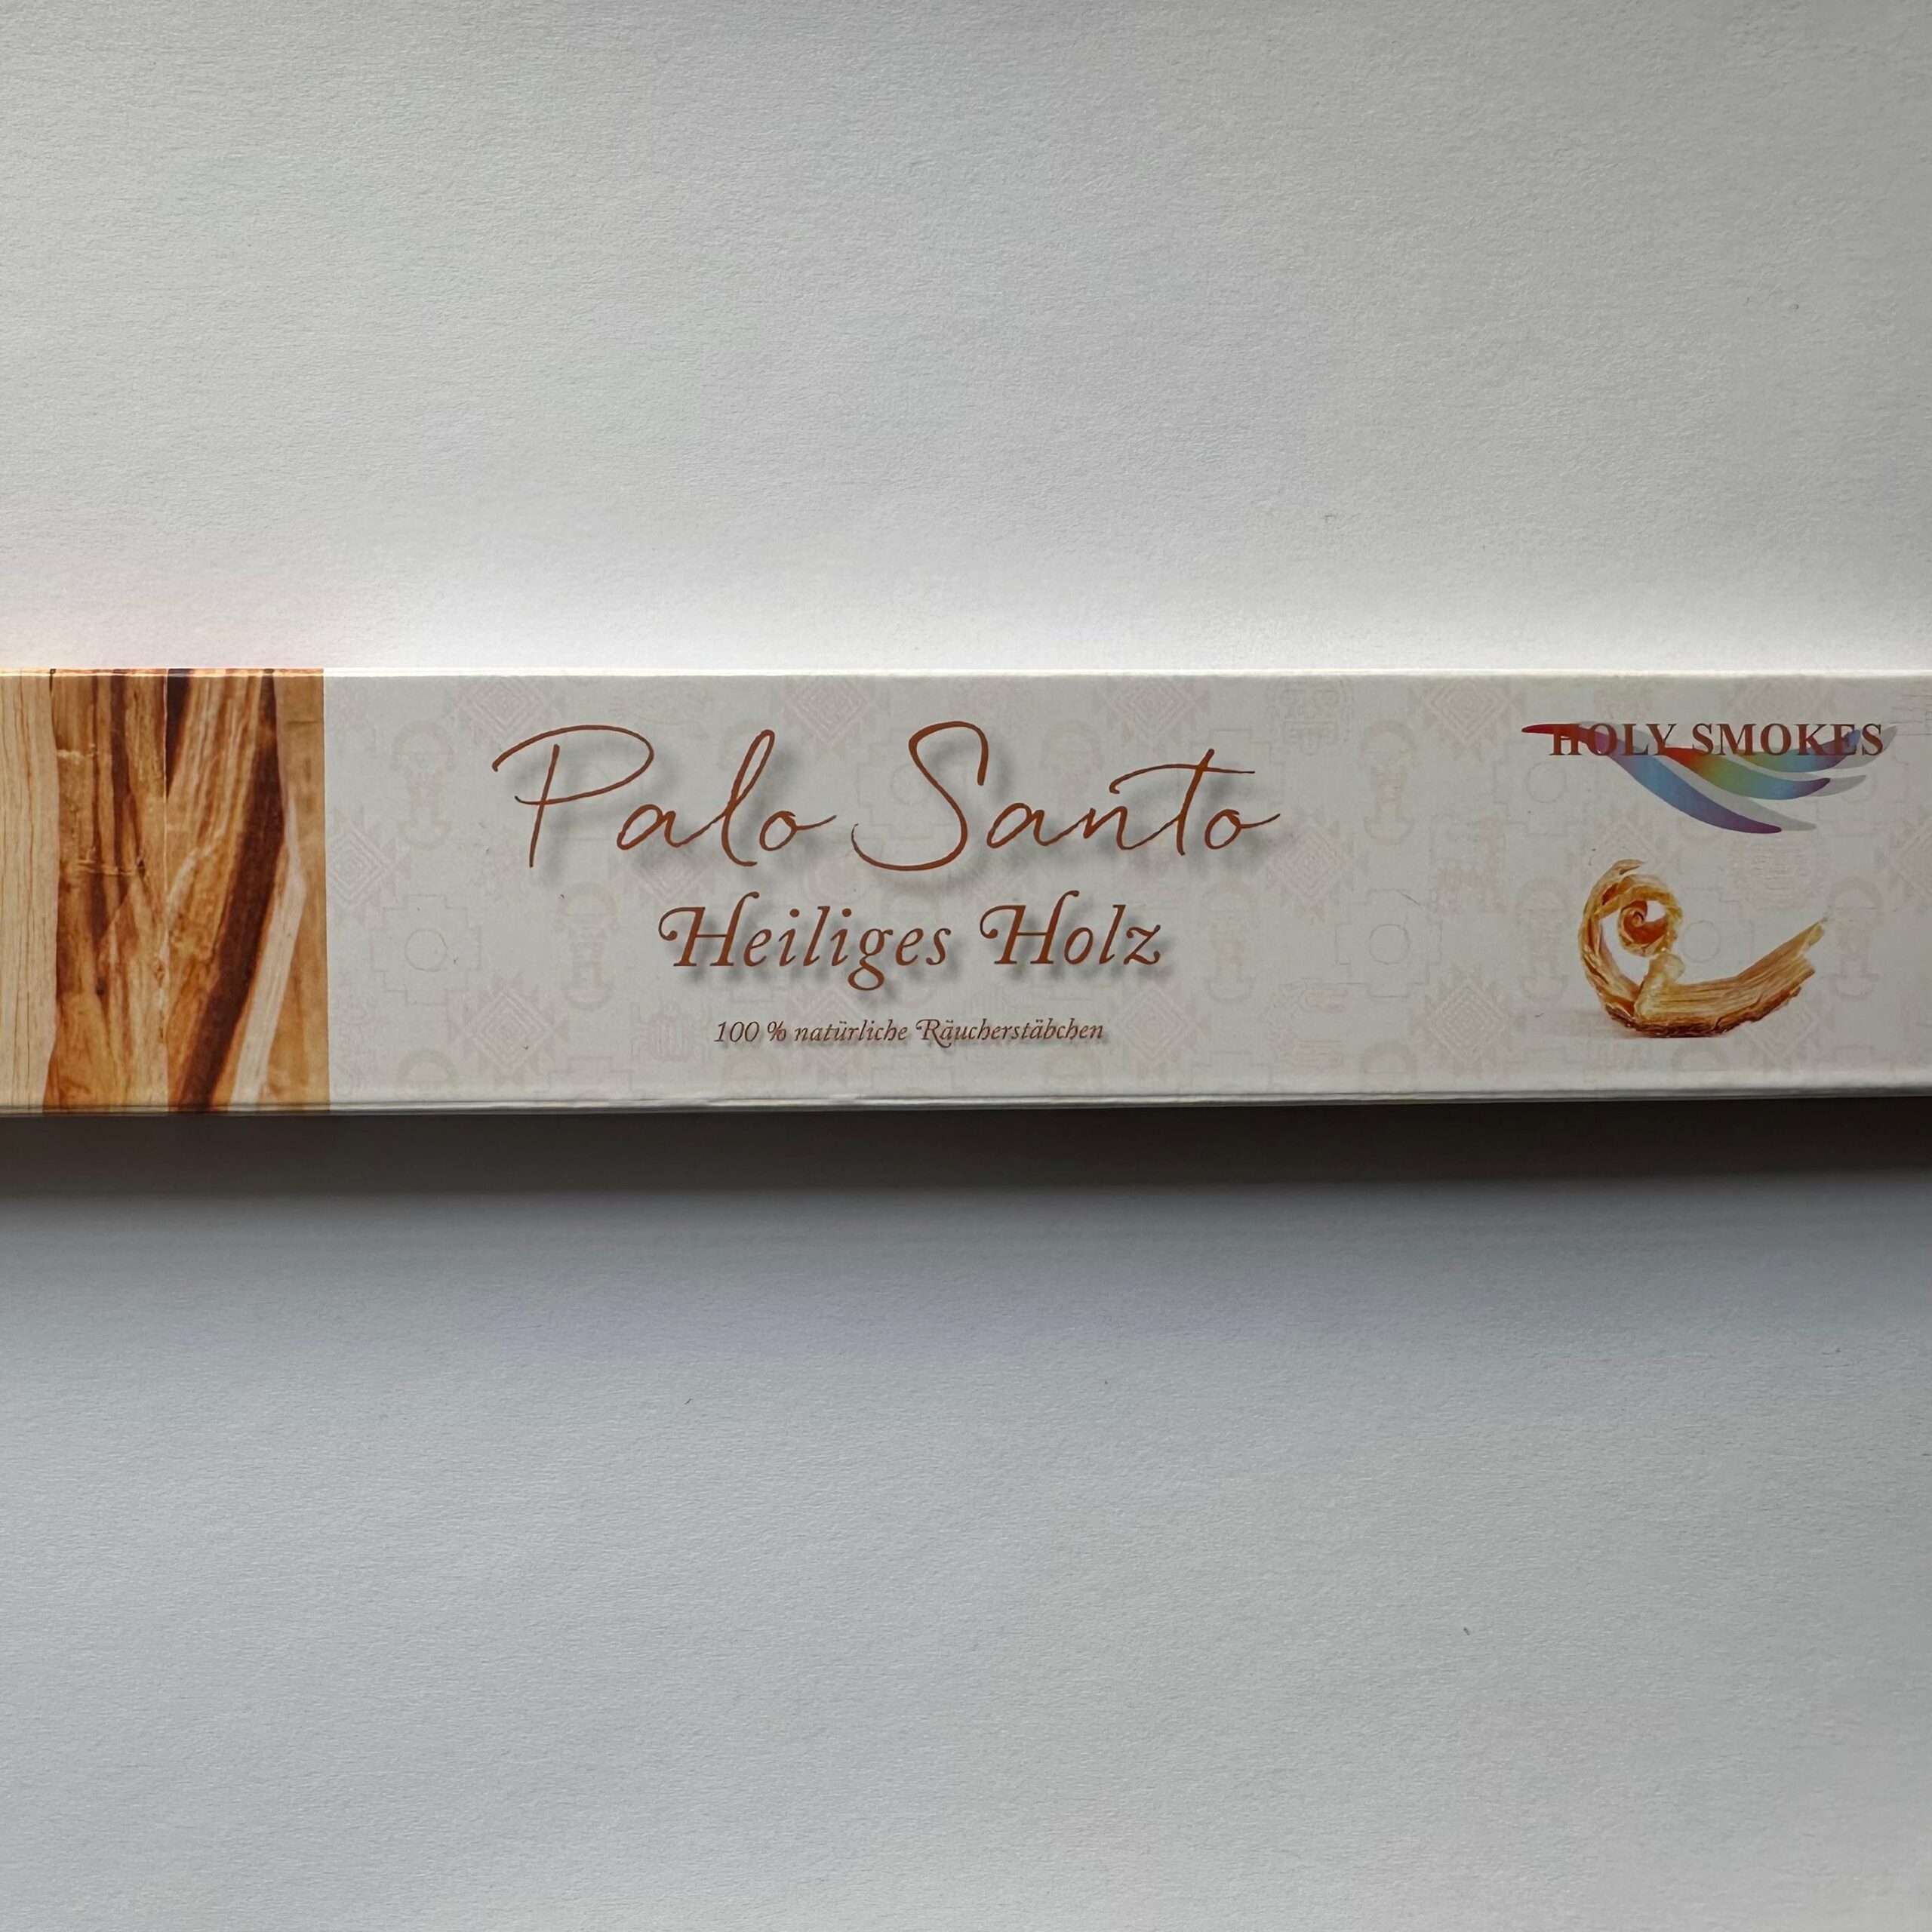 Palo Santo
Heiliges Holz
100 % natürliche Räucherstäbchen
HOLY SMOKES